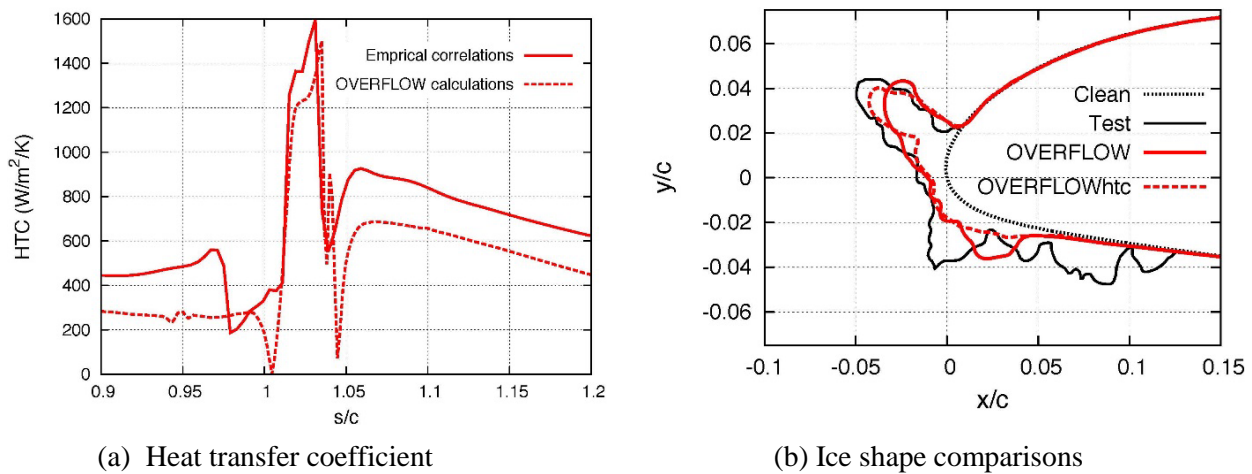 1600
1400
1200
1000
800
600
400
200
0
HTC (W/m²/K)
Emprical correlations
OVERFLOW calculations
0.9 0.95 1 1.05 1.1 1.15 1.2
s/c
(a) Heat transfer coefficient
0.06
0.04
0.02
0
-0.02
-0.04
-0.06
y/c
Clean
Test
OVERFLOW
OVERFLOWhtc
-0.1 -0.05 0 0.05 0.1 0.15
x/c
(b) Ice shape comparisons